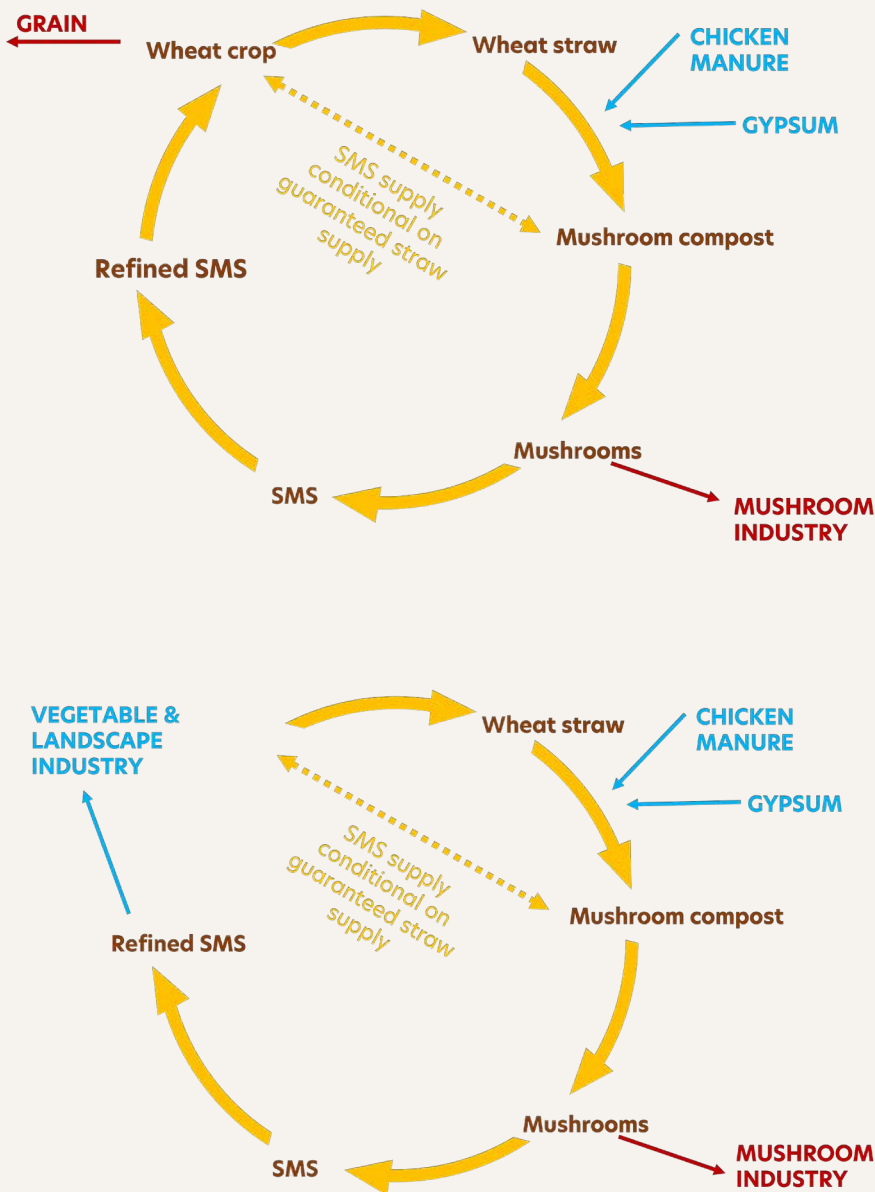 GRAIN
Wheat crop
Wheat straw
CHICKEN
MANURE
GYPSUM
SMS supply
conditional on
guaranteed straw
supply
Mushroom compost
Refined SMS
Mushrooms
SMS
MUSHROOM
INDUSTRY
VEGETABLE &
LANDSCAPE
INDUSTRY
Wheat straw
CHICKEN
MANURE
GYPSUM
SMS supply
conditional on
guaranteed straw
supply
Mushroom compost
Refined SMS
Mushrooms
SMS
MUSHROOM
INDUSTRY